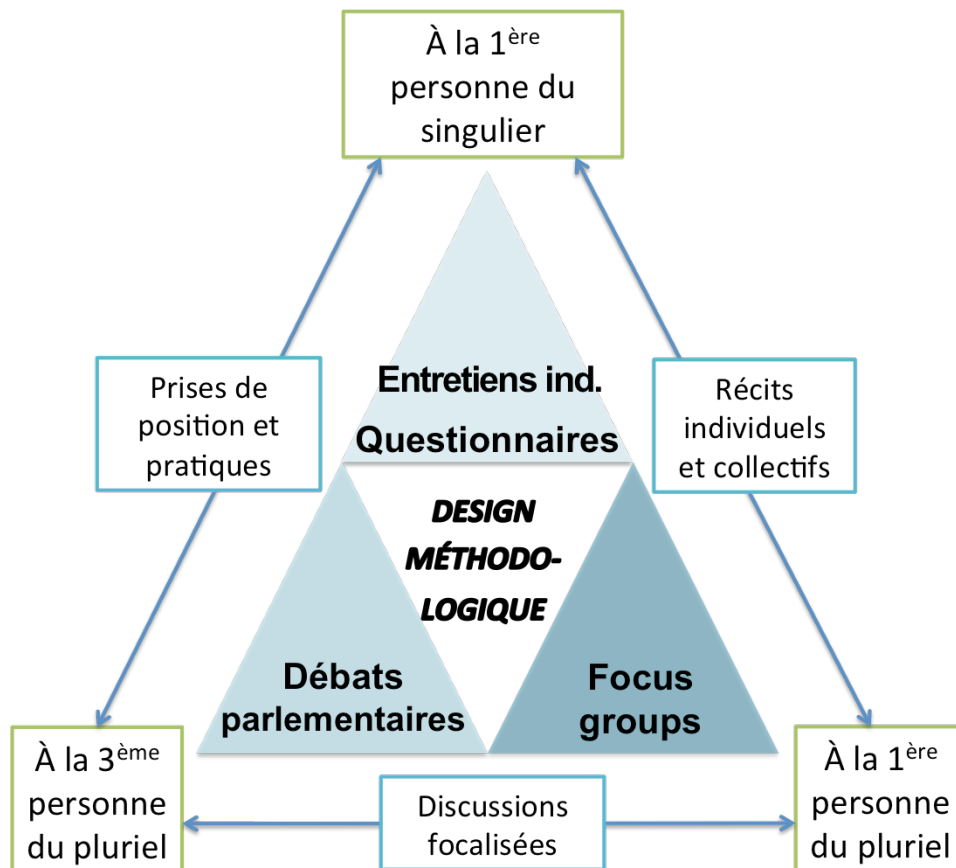 À la 1ère
personne du
singulier
Prises de
position et
pratiques
Entretiens ind.
Questionnaires
Récits
individuels
et collectifs
DESIGN
MÉTHODO-
LOGIQUE
Débats
parlementaires
Focus
groups
À la 3ème
personne
du pluriel
Discussions
focalisées
À la 1ère
personne
du pluriel